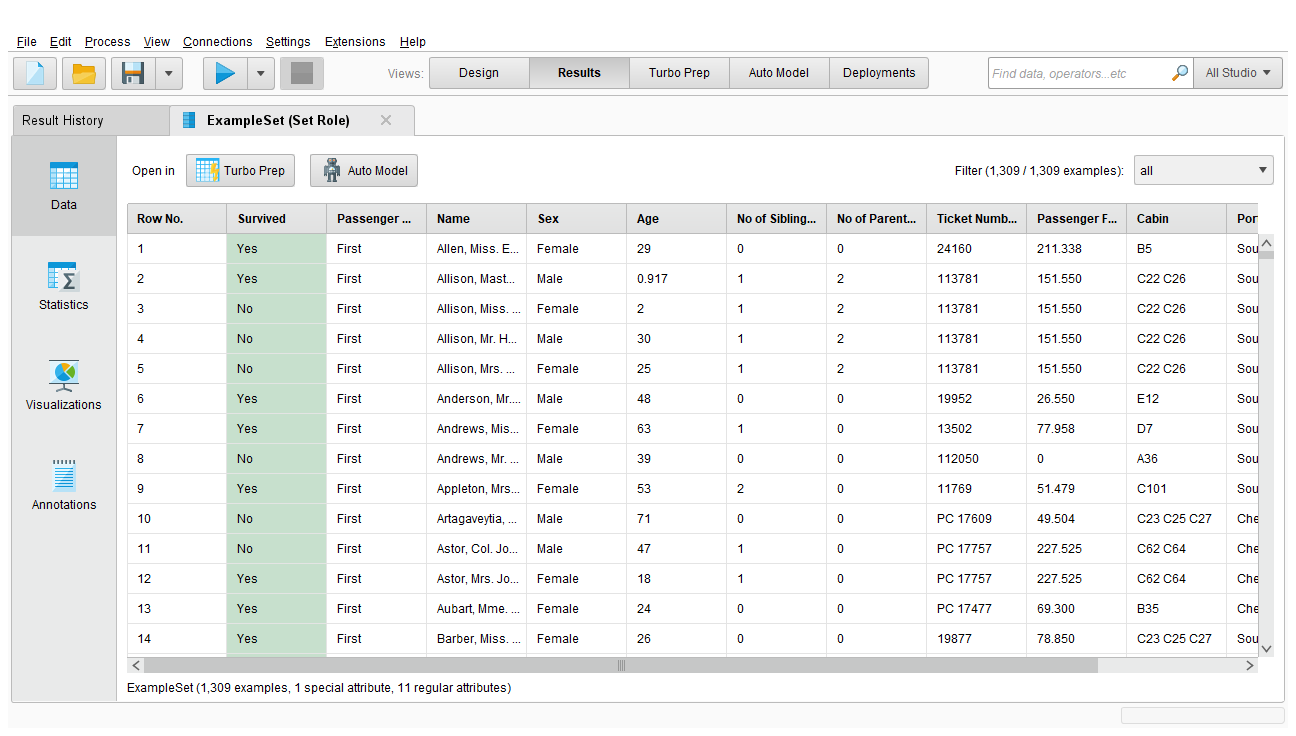 File Edit Process View Connections Settings Extensions Help
Views: Design Results Turbo Prep Auto Model Deployments Find data, operators...etc All Studio
Result History ExampleSet (Set Role)
Data
Statistics
Visualizations
Annotations
Open in Turbo Prep Auto Model Filter (1,309 / 1,309 examples): all
Row No. Survived Passenger ... Name Sex Age No of Sibling... No of Parent... Ticket Numb... Passenger F... Cabin Por
1 Yes First Allen, Miss. E... Female 29 0 0 24160 211.338 B5 Sou
2 Yes First Allison, Mast... Male 0.917 1 2 113781 151.550 C22 C26 Sou
3 No First Allison, Miss. ... Female 2 1 2 113781 151.550 C22 C26 Sou
4 No First Allison, Mr. H... Male 30 1 2 113781 151.550 C22 C26 Sou
5 No First Allison, Mrs. ... Female 25 1 2 113781 151.550 C22 C26 Sou
6 Yes First Anderson, Mr.... Male 48 0 0 19952 26.550 E12 Sou
7 Yes First Andrews, Mis... Female 63 1 0 13502 77.958 D7 Sou
8 No First Andrews, Mr. ... Male 39 0 0 112050 0 A36 Sou
9 Yes First Appleton, Mrs... Female 53 2 0 11769 51.479 C101 Sou
10 No First Artagaveytia, ... Male 71 0 0 PC 17609 49.504 C23 C25 C27 Che
11 No First Astor, Col. Jo... Male 47 1 0 PC 17757 227.525 C62 C64 Che
12 Yes First Astor, Mrs. Jo... Female 18 1 0 PC 17757 227.525 C62 C64 Che
13 Yes First Aubart, Mme. ... Female 24 0 0 PC 17477 69.300 B35 Che
14 Yes First Barber, Miss. ... Female 26 0 0 19877 78.850 C23 C25 C27 Sou
ExampleSet (1,309 examples, 1 special attribute, 11 regular attributes)